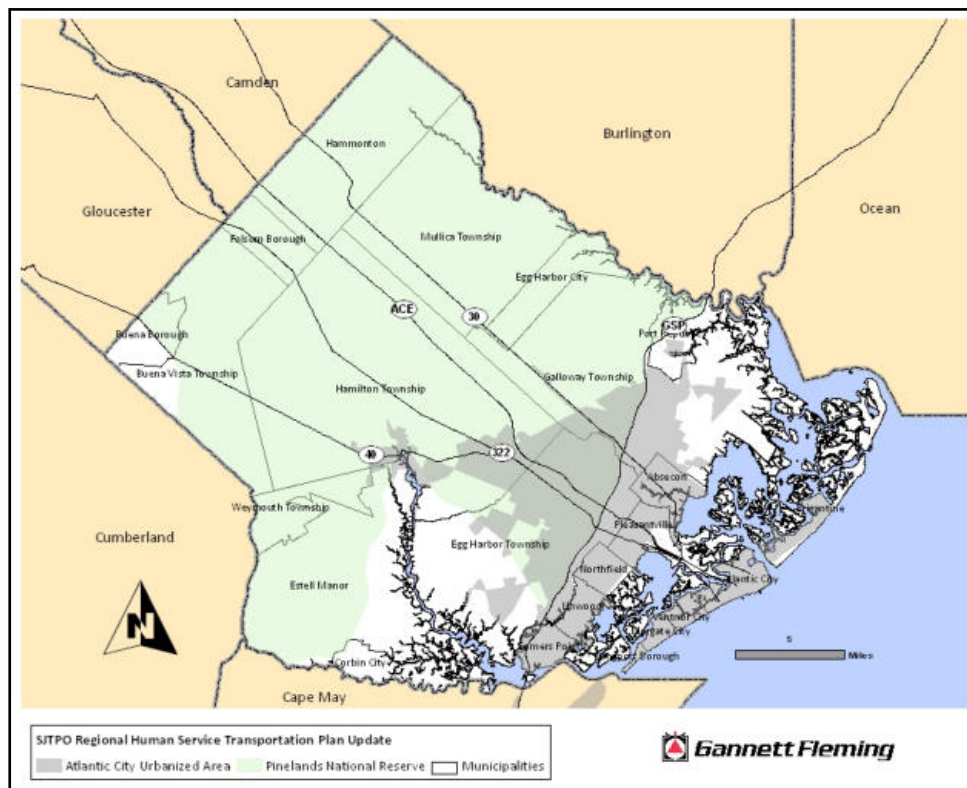 Camden
Burlington
Hammonton
Gloucester
Ocean
Folsom Borough
Mullica Township
Egg Harbor City
ACE
30
GSP
Buena Borough
Buena Vista Township
Hamilton Township
Galloway Township
40
322
Absecon
Weymouth Township
Pleasantville
Cumberland
Egg Harbor Township
Northfield
Estell Manor
Atlantic City
Linwood
Corbin City
N
5
Miles
Cape May
SJTPO Regional Human Service Transportation Plan Update
Atlantic City Urbanized Area
Pinelands National Reserve
Municipalities
Gannett Fleming